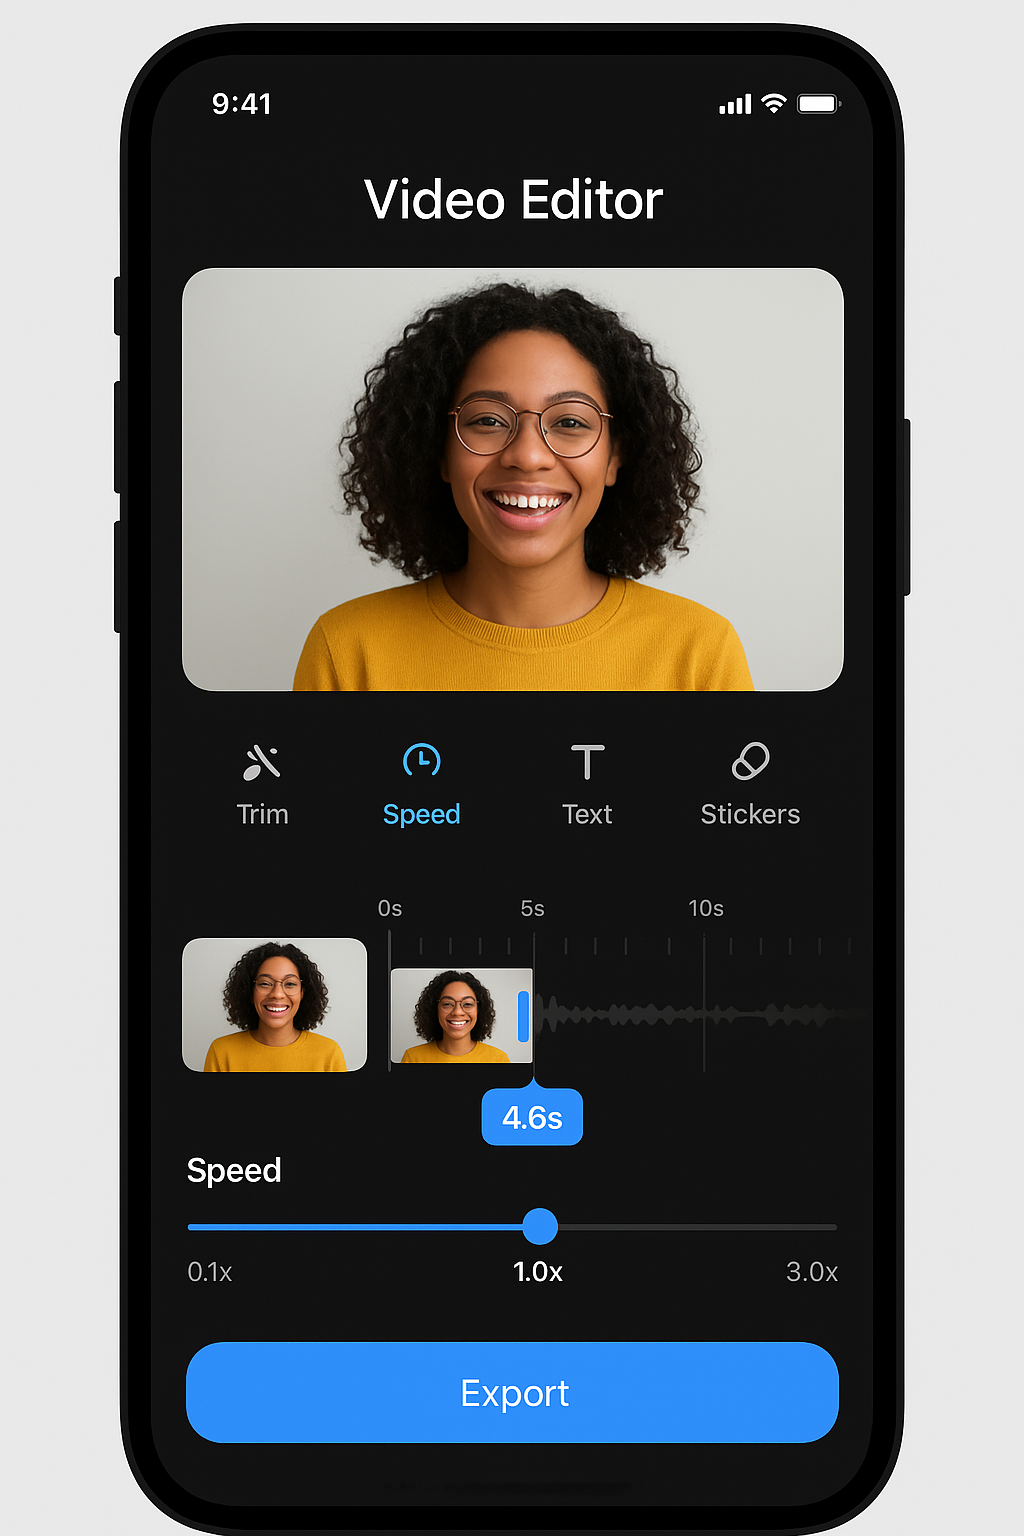 9:41
Video Editor
Trim Speed Text Stickers
0s 5s 10s
4.6s
Speed
0.1x 1.0x 3.0x
Export